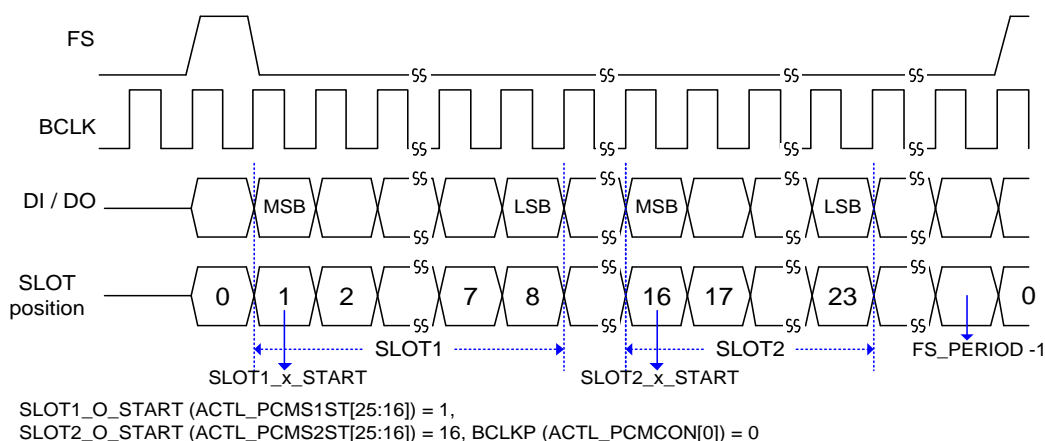 FS
BCLK
DI / DO
MSB
LSB
MSB
LSB
SLOT
position
0
1
2
7
8
16
17
23
0
SLOT1
SLOT2
FS_PERIOD -1
SLOT1_x_START
SLOT2_x_START
SLOT1_O_START (ACTL_PCMS1ST[25:16]) = 1,
SLOT2_O_START (ACTL_PCMS2ST[25:16]) = 16, BCLKP (ACTL_PCMCON[0]) = 0